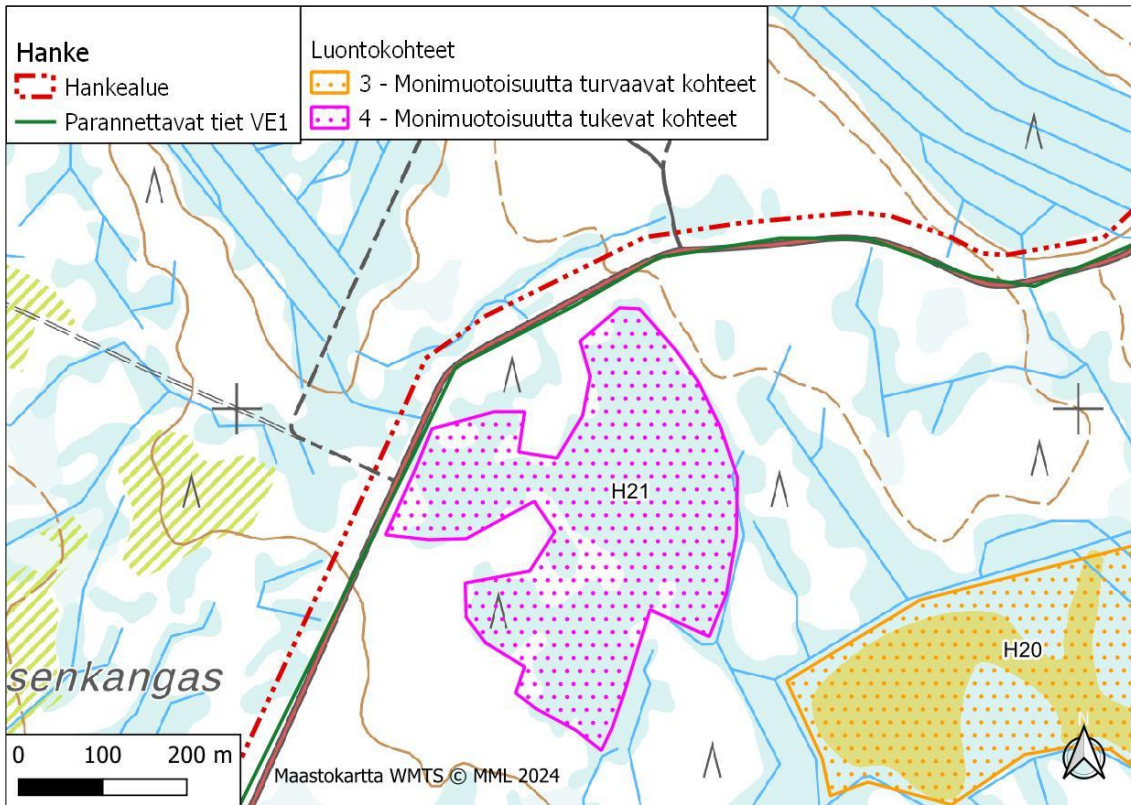 Hanke
Hankealue
Parannettavat tiet VE1
Luontokohteet
3 - Monimuotoisuutta turvaavat kohteet
4 - Monimuotoisuutta tukevat kohteet
H21
H20
senkangas
0 100 200 m
Maastokartta WMTS © MML 2024
N